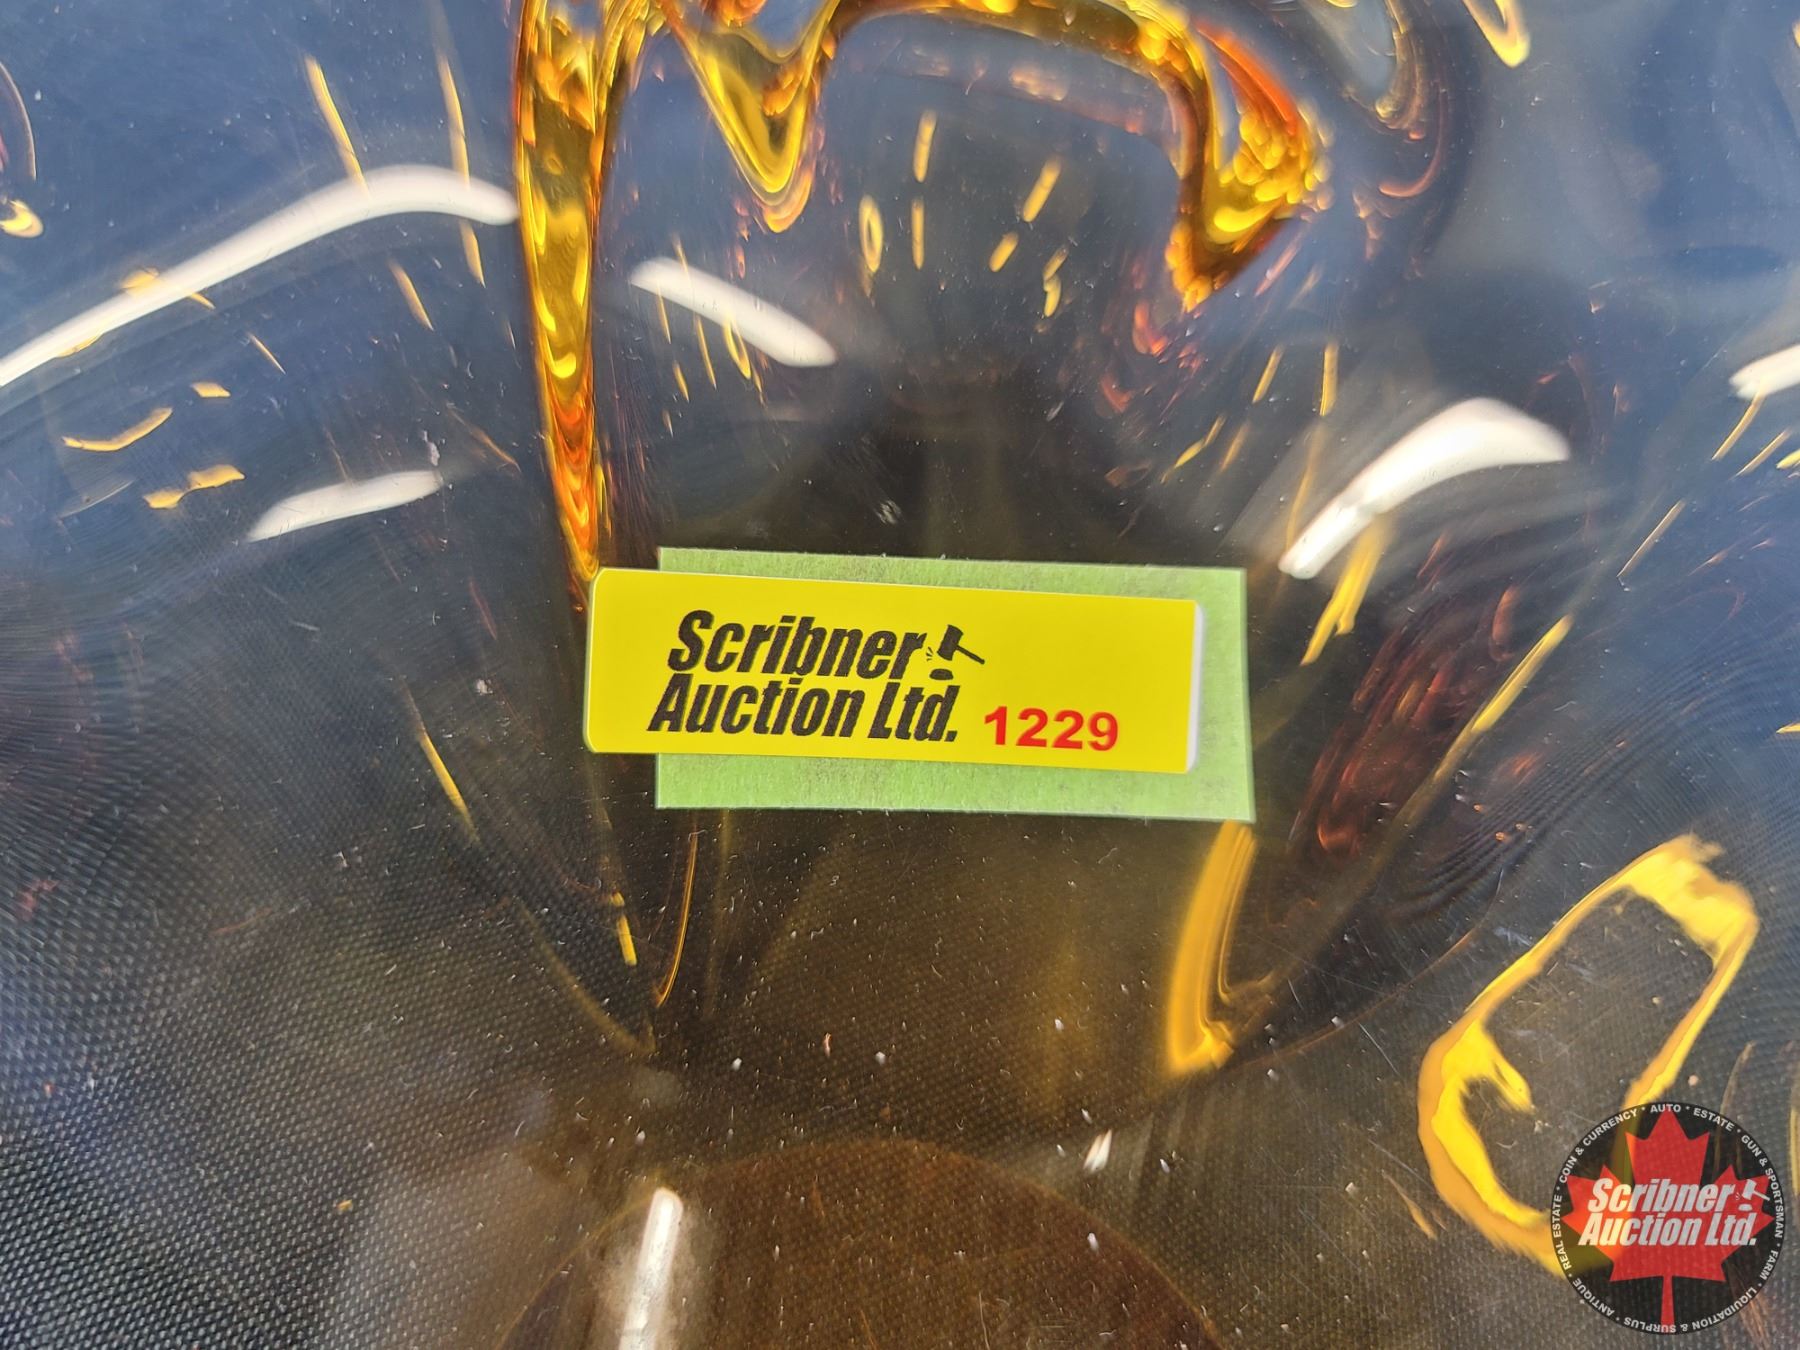 Scribner
Auction Ltd. 1229
COIN & CURRENCY * AUTO * ESTATE * GUN & SPORTSMAN * FARM * LIQUIDATION & SURPLUS * ANTIQUE * REAL ESTATE *
Scribner
Auction Ltd.